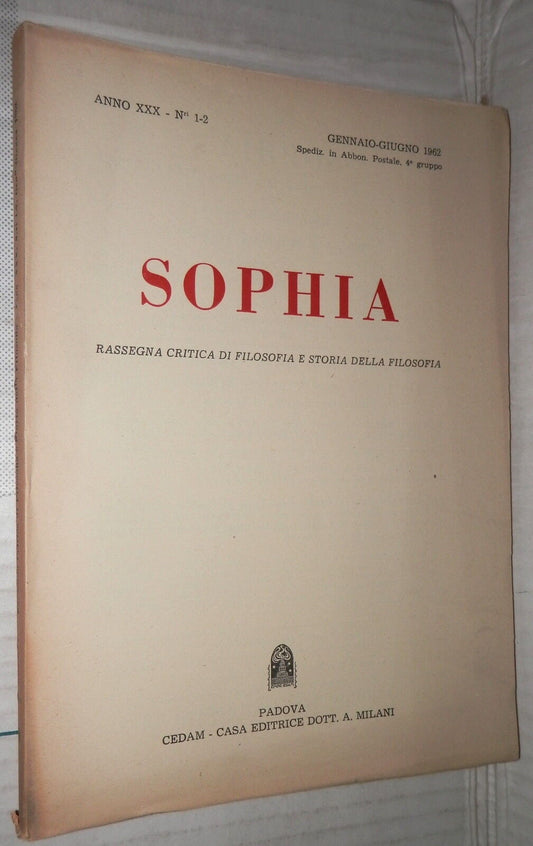 ANNO XXX - Nri 1-2
GENNAIO-GIUGNO 1962
Spediz. in Abbon. Postale, 4° gruppo
SOPHIA
RASSEGNA CRITICA DI FILOSOFIA E STORIA DELLA FILOSOFIA
PADOVA
CEDAM - CASA EDITRICE DOTT. A. MILANI